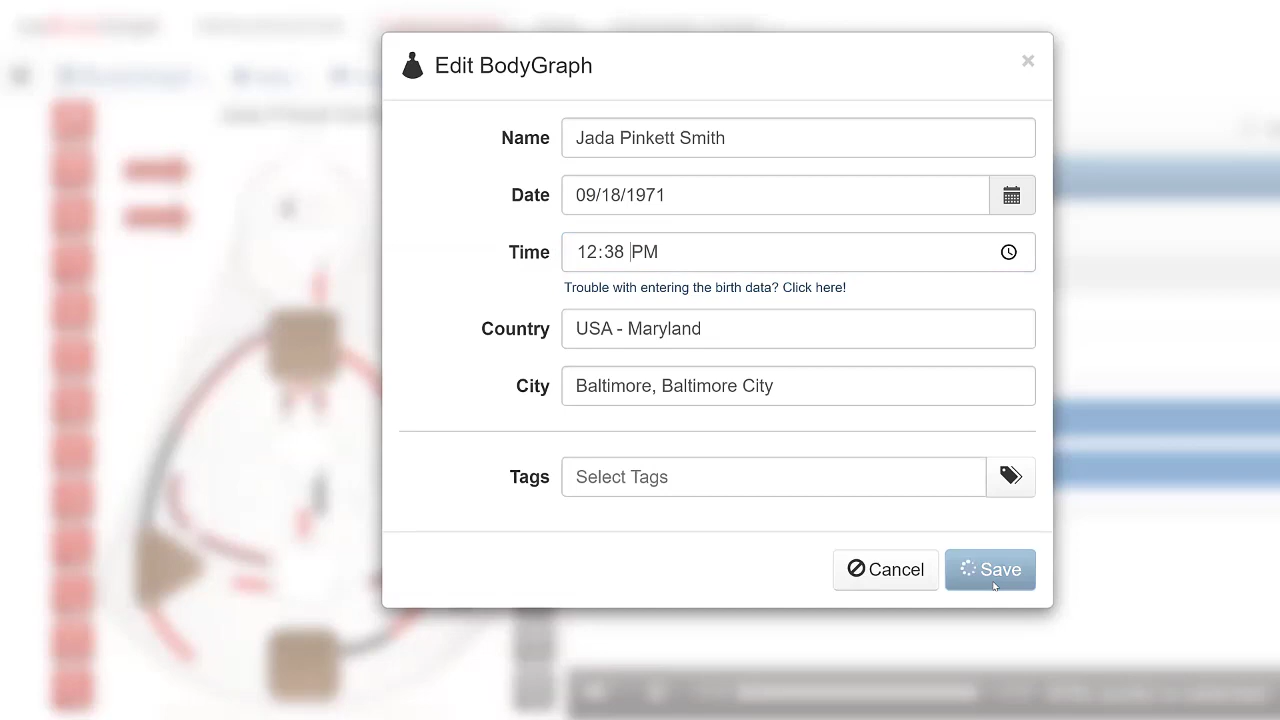 Edit BodyGraph
×
Name Jada Pinkett Smith
Date 09/18/1971
Time 12:38 PM
Trouble with entering the birth data? Click here!
Country USA - Maryland
City Baltimore, Baltimore City
Tags Select Tags
Cancel Save